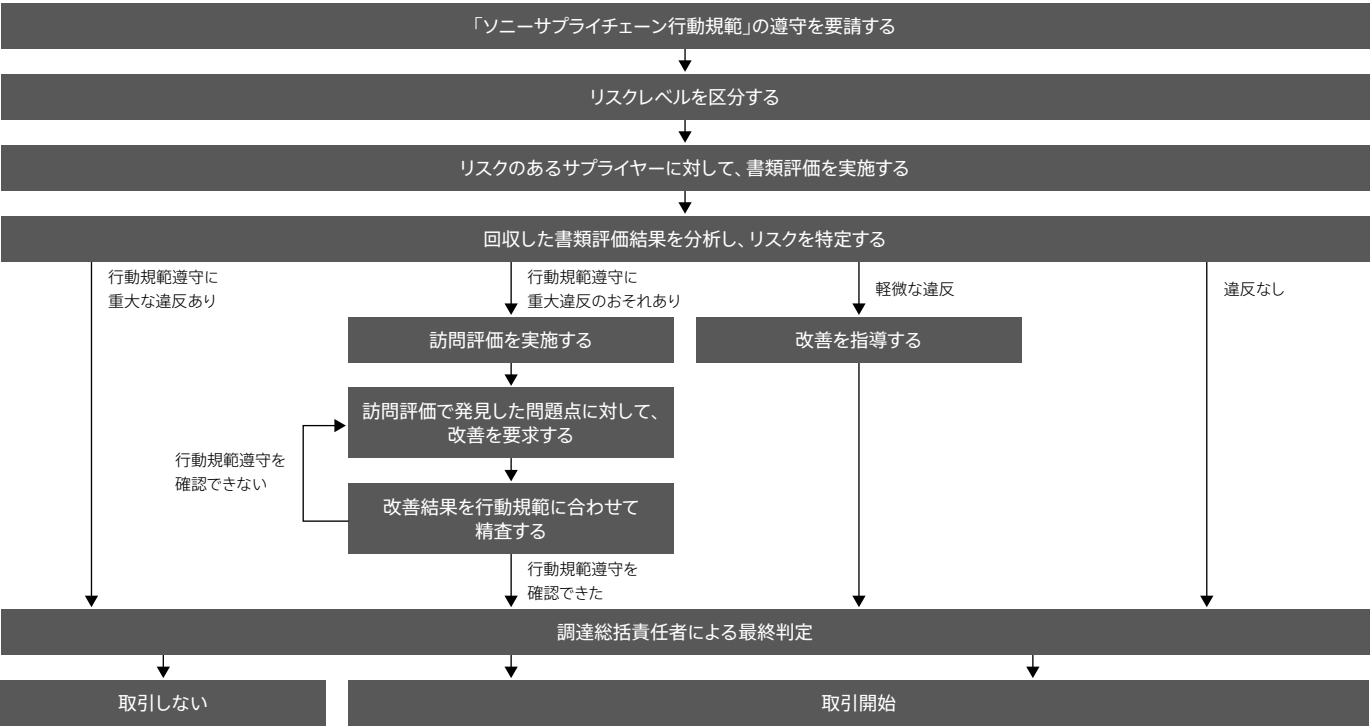 「ソニーサプライチェーン行動規範」の遵守を要請する
リスクレベルを区分する
リスクのあるサプライヤーに対して、書類評価を実施する
回収した書類評価結果を分析し、リスクを特定する
行動規範遵守に
重大な違反あり
行動規範遵守に
重大違反のおそれあり
軽微な違反
違反なし
訪問評価を実施する
改善を指導する
訪問評価で発見した問題点に対して、
改善を要求する
行動規範遵守を
確認できない
改善結果を行動規範に合わせて
精査する
行動規範遵守を
確認できた
調達総括責任者による最終判定
取引しない
取引開始